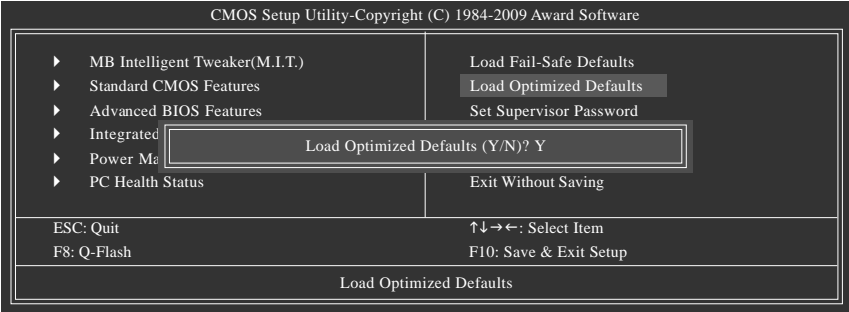 CMOS Setup Utility-Copyright (C) 1984-2009 Award Software
MB Intelligent Tweaker(M.I.T.)
Standard CMOS Features
Advanced BIOS Features
Integrated
Power Ma
PC Health Status
Load Fail-Safe Defaults
Load Optimized Defaults
Set Supervisor Password
Exit Without Saving
Load Optimized Defaults (Y/N)? Y
ESC: Quit
F8: Q-Flash
↑↓→←: Select Item
F10: Save & Exit Setup
Load Optimized Defaults